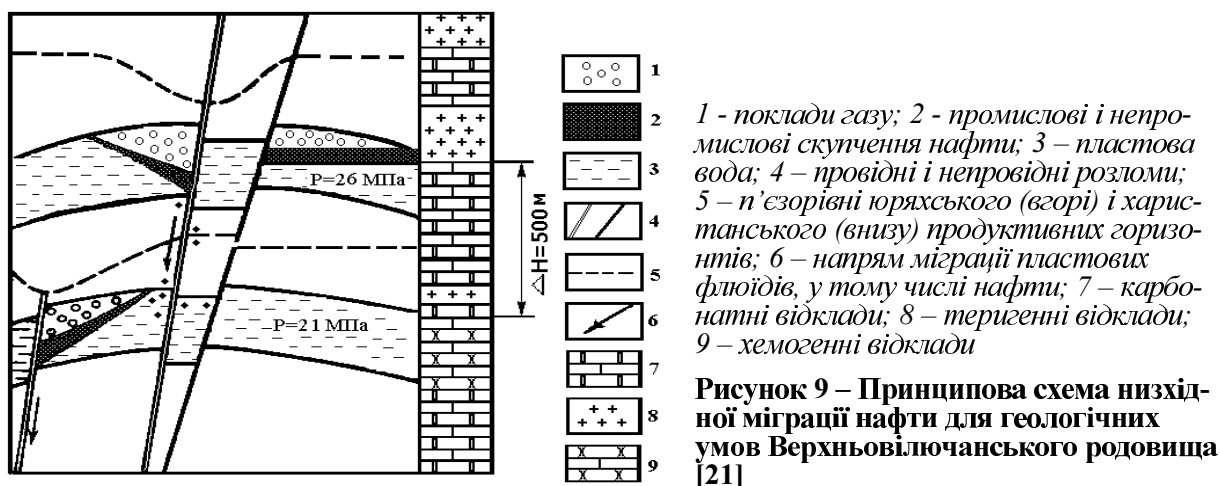 P=26 МПа
P=21 МПа
△H=500м
1
2
3
4
5
6
7
8
9
1 - поклади газу; 2 - промислові і непро-
мислові скупчення нафти; 3 – пластова
вода; 4 – провідні і непровідні розломи;
5 – п’єзорівні юряхського (вгорі) і харис-
танського (внизу) продуктивних горизо-
нтів; 6 – напрям міграції пластових
флюїдів, у тому числі нафти; 7 – карбо-
натні відклади; 8 – теригенні відклади;
9 – хемогенні відклади
Рисунок 9 – Принципова схема низхід-
ної міграції нафти для геологічних
умов Верхньовілючанського родовища
[21]